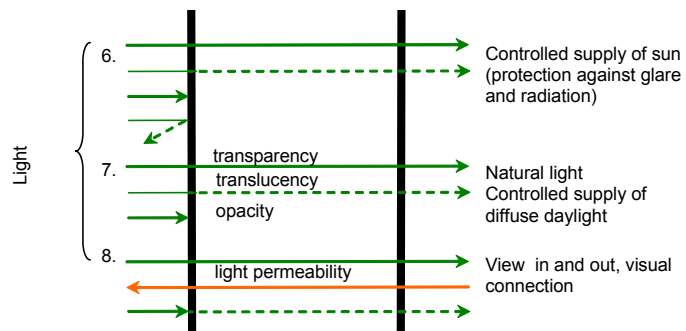 6.
Controlled supply of sun
(protection against glare
and radiation)
Light
7.
transparency
translucency
opacity
Natural light
Controlled supply of
diffuse daylight
8.
light permeability
View in and out, visual
connection